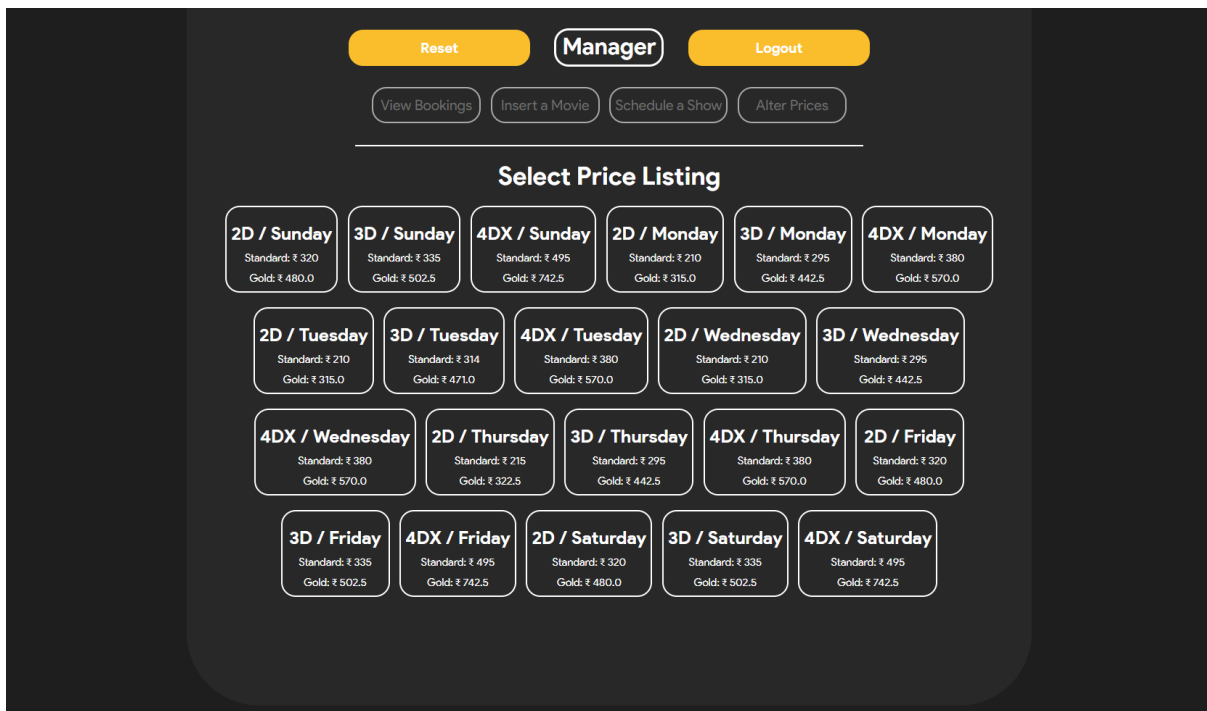 Reset
Manager
Logout
View Bookings
Insert a Movie
Schedule a Show
Alter Prices
Select Price Listing
2D / Sunday
Standard: ₹ 320
Gold: ₹ 480.0
3D / Sunday
Standard: ₹ 335
Gold: ₹ 502.5
4DX / Sunday
Standard: ₹ 495
Gold: ₹ 742.5
2D / Monday
Standard: ₹ 210
Gold: ₹ 315.0
3D / Monday
Standard: ₹ 295
Gold: ₹ 442.5
4DX / Monday
Standard: ₹ 380
Gold: ₹ 570.0
2D / Tuesday
Standard: ₹ 210
Gold: ₹ 315.0
3D / Tuesday
Standard: ₹ 314
Gold: ₹ 471.0
4DX / Tuesday
Standard: ₹ 380
Gold: ₹ 570.0
2D / Wednesday
Standard: ₹ 210
Gold: ₹ 315.0
3D / Wednesday
Standard: ₹ 295
Gold: ₹ 442.5
4DX / Wednesday
Standard: ₹ 380
Gold: ₹ 570.0
2D / Thursday
Standard: ₹ 215
Gold: ₹ 322.5
3D / Thursday
Standard: ₹ 295
Gold: ₹ 442.5
4DX / Thursday
Standard: ₹ 380
Gold: ₹ 570.0
2D / Friday
Standard: ₹ 320
Gold: ₹ 480.0
3D / Friday
Standard: ₹ 335
Gold: ₹ 502.5
4DX / Friday
Standard: ₹ 495
Gold: ₹ 742.5
2D / Saturday
Standard: ₹ 320
Gold: ₹ 480.0
3D / Saturday
Standard: ₹ 335
Gold: ₹ 502.5
4DX / Saturday
Standard: ₹ 495
Gold: ₹ 742.5